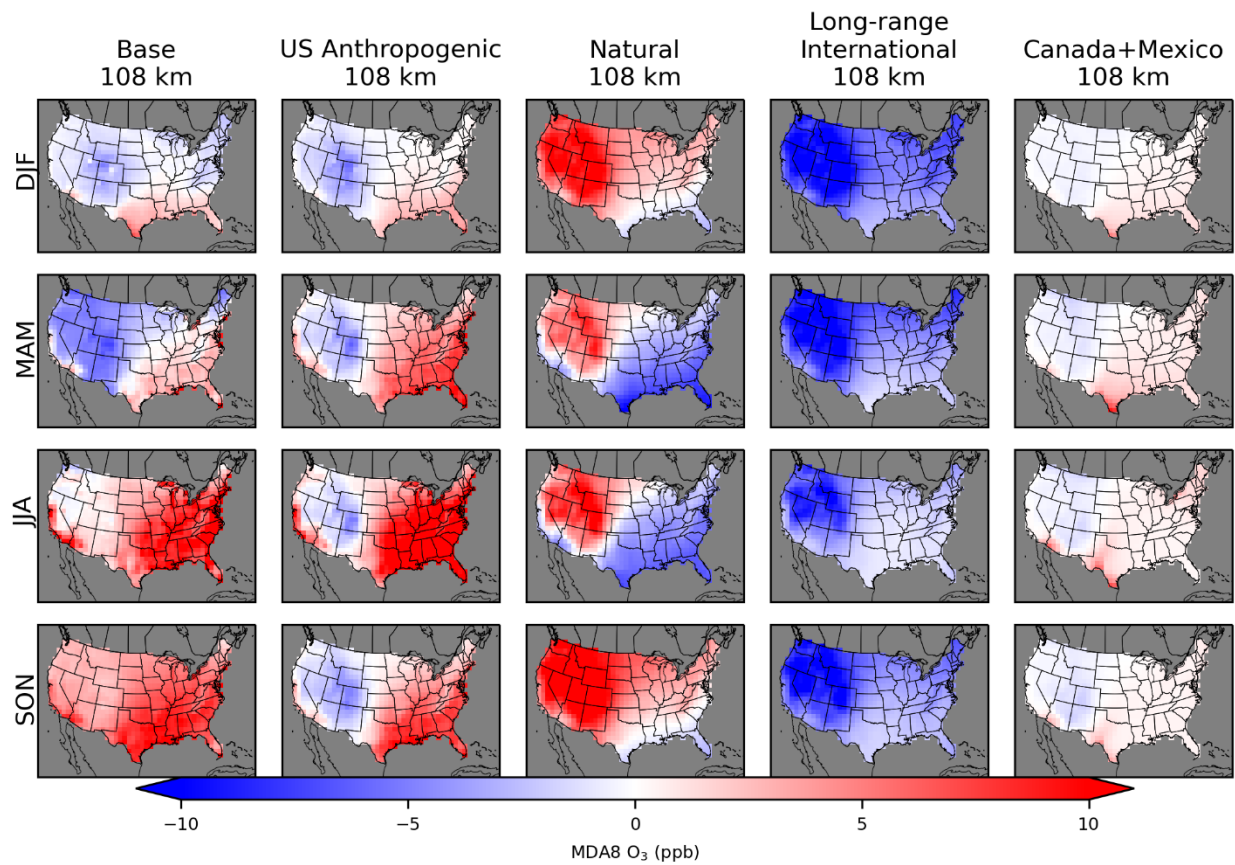 Base
108 km
US Anthropogenic
108 km
Natural
108 km
Long-range
International
108 km
Canada+Mexico
108 km
DJF
MAM
JJA
SON
−10
−5
0
5
10
MDA8 O₃ (ppb)